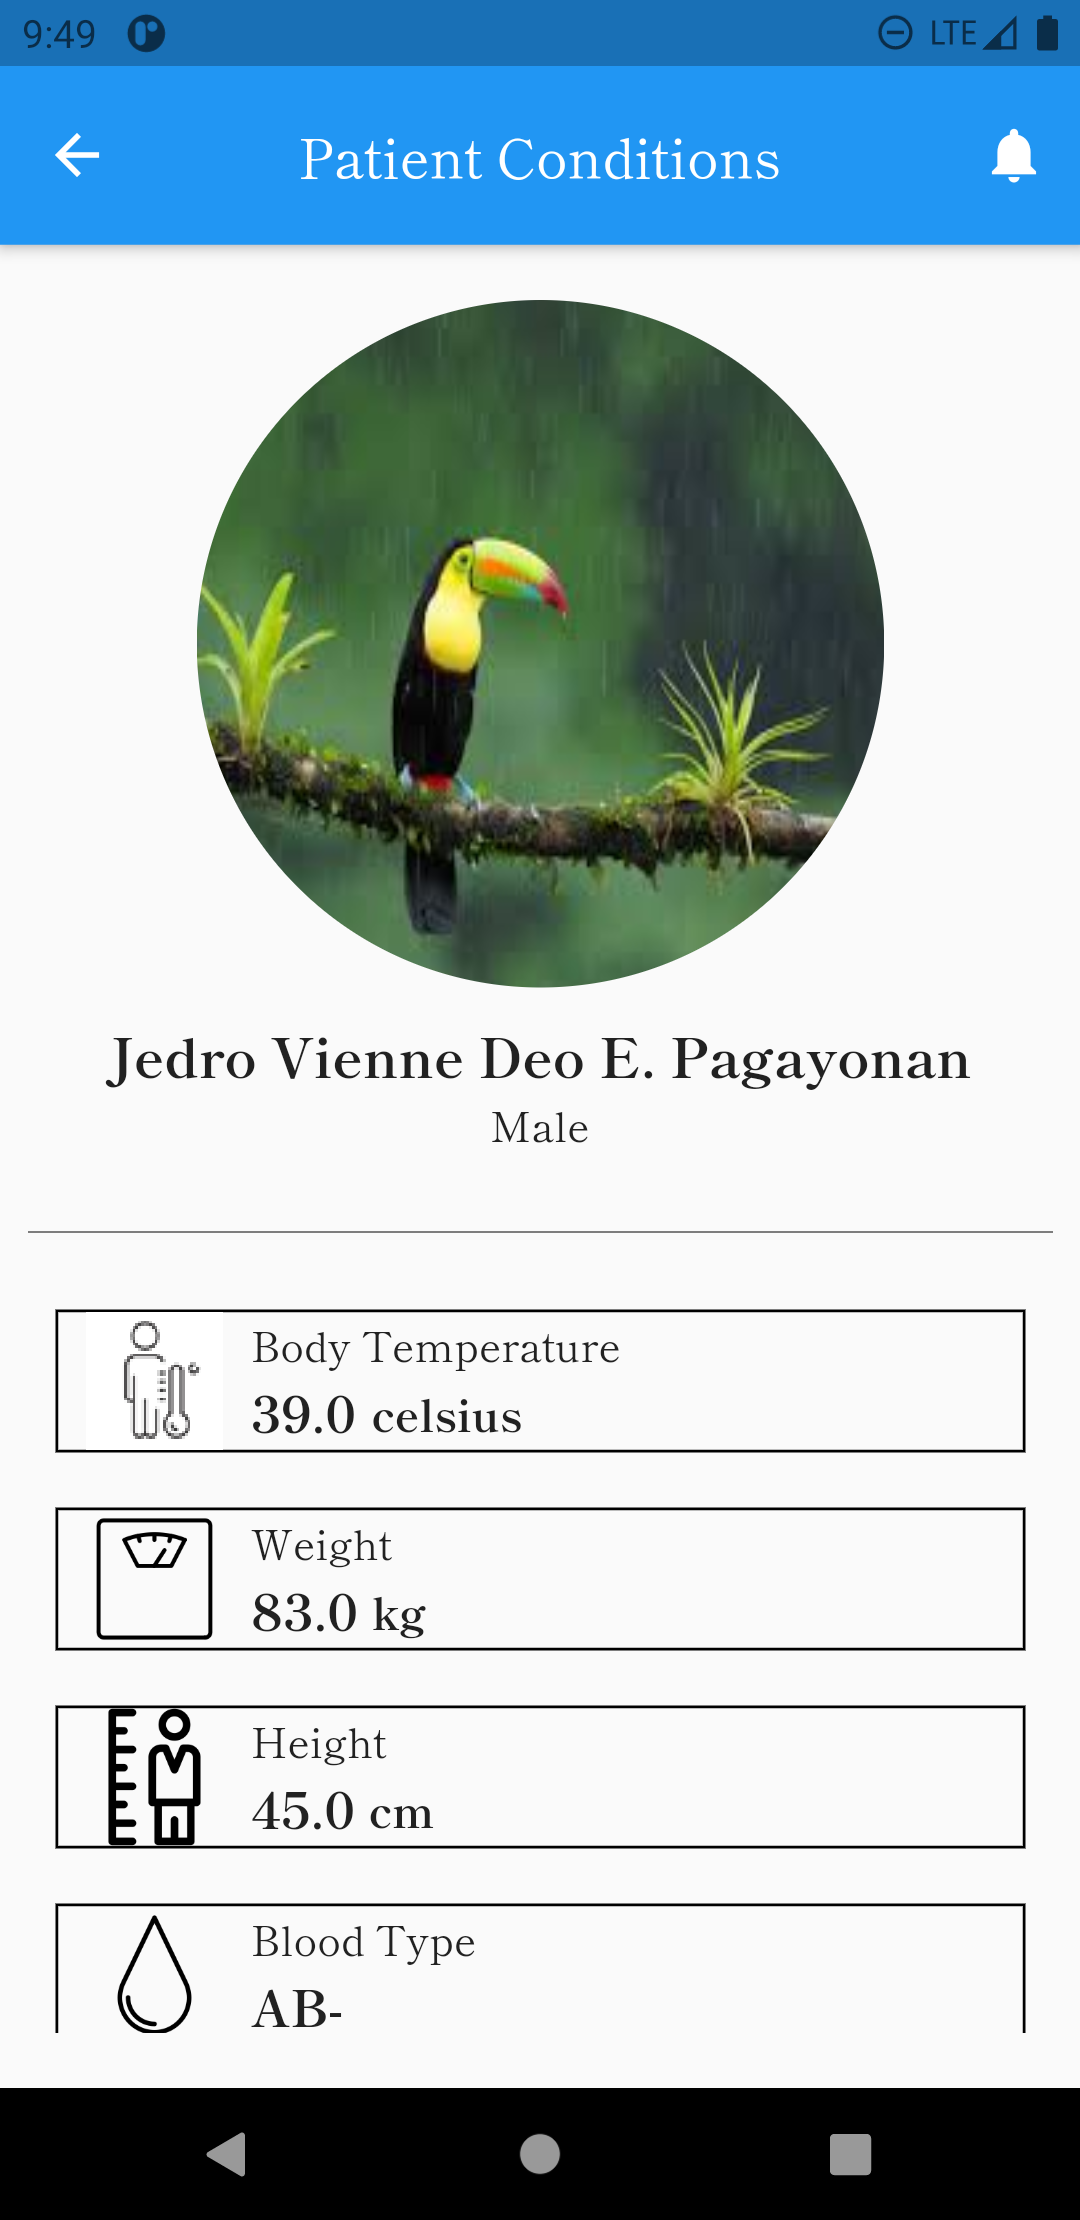 9:49 LTE
Patient Conditions
Jedro Vienne Deo E. Pagayonan
Male
Body Temperature
39.0 celsius
Weight
83.0 kg
Height
45.0 cm
Blood Type
AB-